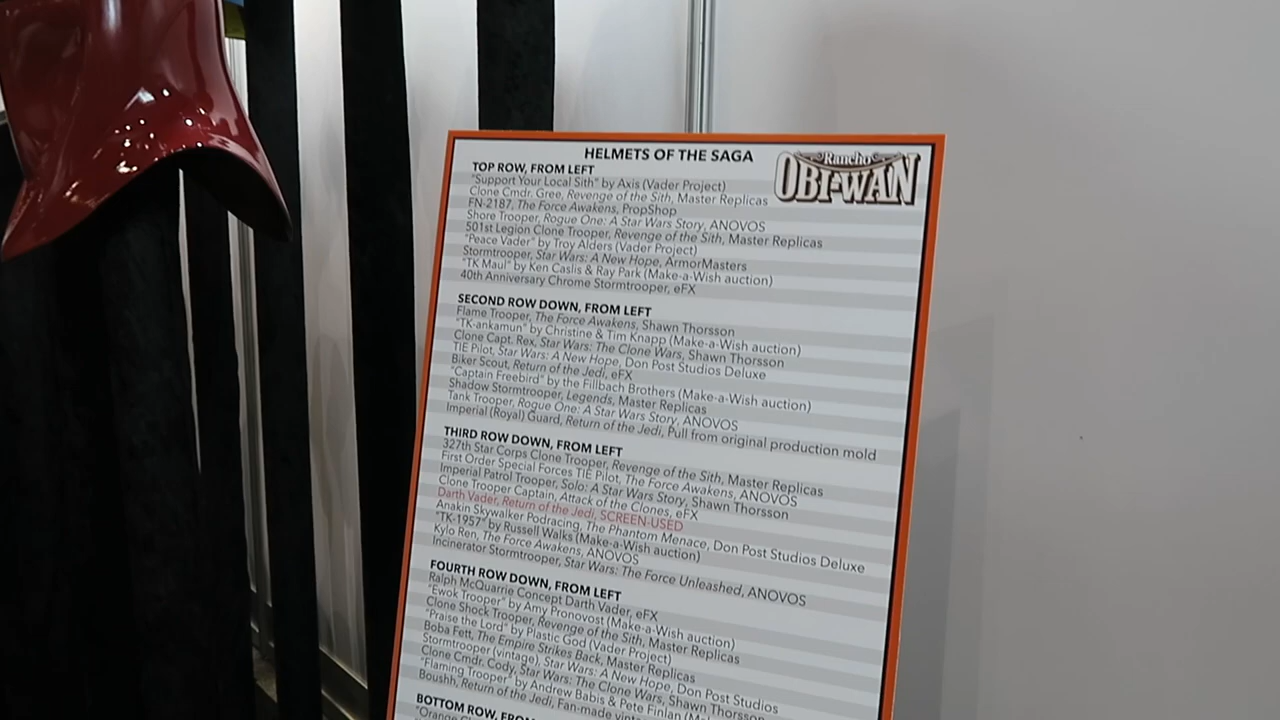 HELMETS OF THE SAGA
Rancho
OBI-WAN
TOP ROW, FROM LEFT
"Support Your Local Sith" by Axis (Vader Project)
Clone Cmdr. Gree, Revenge of the Sith, Master Replicas
FN-2187, The Force Awakens, PropShop
Shore Trooper, Rogue One: A Star Wars Story, ANOVOS
501st Legion Clone Trooper, Revenge of the Sith, Master Replicas
"Peace Vader" by Troy Alders (Vader Project)
Stormtrooper, Star Wars: A New Hope, ArmorMasters
"TK Maul" by Ken Caslis & Ray Park (Make-a-Wish auction)
40th Anniversary Chrome Stormtrooper, eFX
SECOND ROW DOWN, FROM LEFT
Flame Trooper, The Force Awakens, Shawn Thorsson
"TK-ankamun" by Christine & Tim Knapp (Make-a-Wish auction)
Clone Capt. Rex, Star Wars: The Clone Wars, Shawn Thorsson
TIE Pilot, Star Wars: A New Hope, Don Post Studios Deluxe
Biker Scout, Return of the Jedi, eFX
"Captain Freebird" by the Fillbach Brothers (Make-a-Wish auction)
Shadow Stormtrooper, Legends, Master Replicas
Tank Trooper, Rogue One: A Star Wars Story, ANOVOS
Imperial (Royal) Guard, Return of the Jedi, Pull from original production mold
THIRD ROW DOWN, FROM LEFT
327th Star Corps Clone Trooper, Revenge of the Sith, Master Replicas
First Order Special Forces TIE Pilot, The Force Awakens, ANOVOS
Imperial Patrol Trooper, Solo: A Star Wars Story, Shawn Thorsson
Clone Trooper Captain, Attack of the Clones, eFX
Darth Vader, Return of the Jedi, SCREEN-USED
Anakin Skywalker Podracing, The Phantom Menace, Don Post Studios Deluxe
"TK-1957" by Russell Walks (Make-a-Wish auction)
Kylo Ren, The Force Awakens, ANOVOS
Incinerator Stormtrooper, Star Wars: The Force Unleashed, ANOVOS
FOURTH ROW DOWN, FROM LEFT
Ralph McQuarrie Concept Darth Vader, eFX
"Ewok Trooper" by Amy Pronovost (Make-a-Wish auction)
Clone Shock Trooper, Revenge of the Sith, Master Replicas
"Praise the Lord" by Plastic God (Vader Project)
Boba Fett, The Empire Strikes Back, Master Replicas
Stormtrooper (vintage), Star Wars: A New Hope, Don Post Studios
Clone Cmdr. Cody, Star Wars: The Clone Wars, Shawn Thorsson
"Flaming Trooper" by Andrew Babis & Pete Finlan
Boushh, Return of the Jedi, Fan-made
BOTTOM ROW,